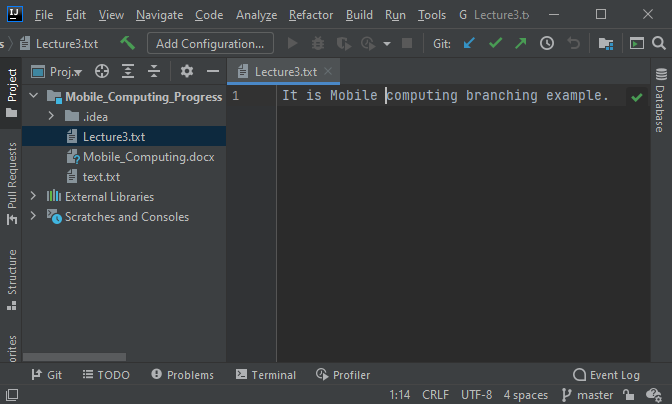 IJ File Edit View Navigate Code Analyze Refactor Build Run Tools G Lecture3.t
s Lecture3.txt Add Configuration... Git:
Project
Pull Requests
Structure
orites
Proj..
Mobile_Computing_Progress
.idea
Lecture3.txt
Mobile_Computing.docx
text.txt
External Libraries
Scratches and Consoles
Lecture3.txt
1 It is Mobile computing branching example.
Database
Git TODO Problems Terminal Profiler Event Log
1:14 CRLF UTF-8 4 spaces master